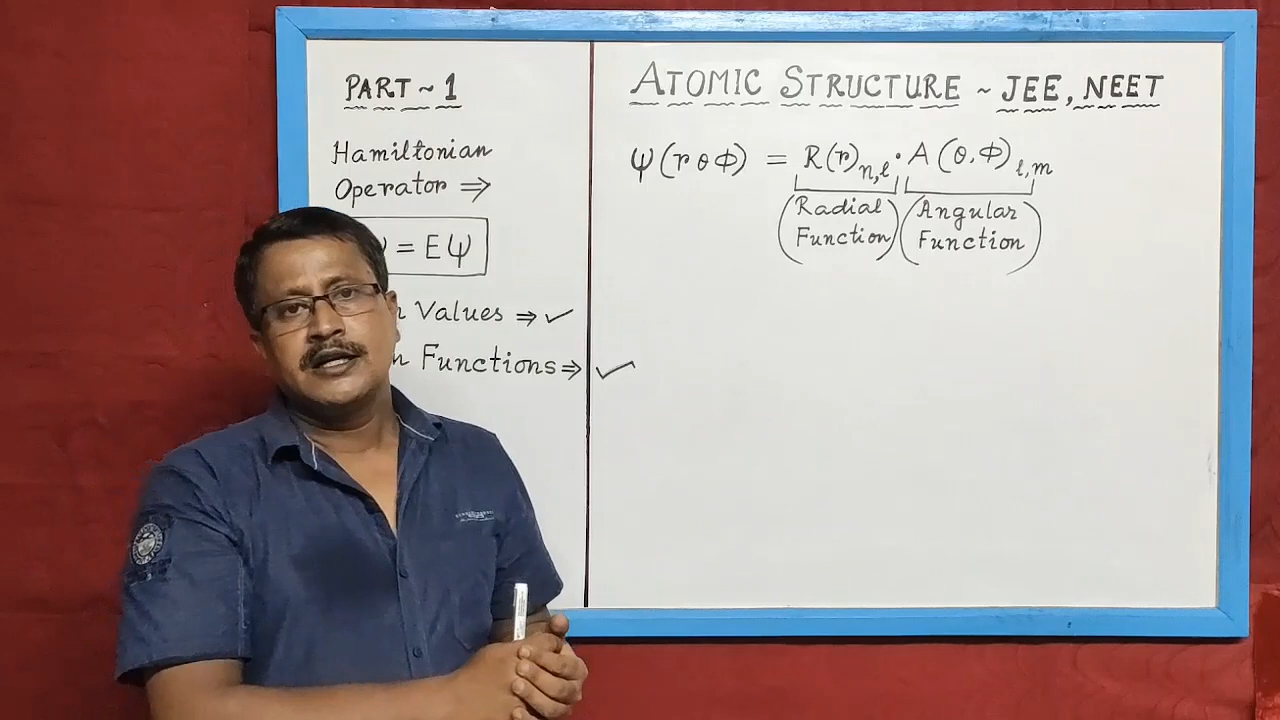 PART ~ 1
Hamiltonian
Operator ⇒
= Eψ
Values ⇒ ✓
Functions ⇒ ✓
ATOMIC STRUCTURE ~ JEE, NEET
ψ(r θ φ) = R(r)n,l · A(θ,φ)l,m
(Radial Function) (Angular Function)